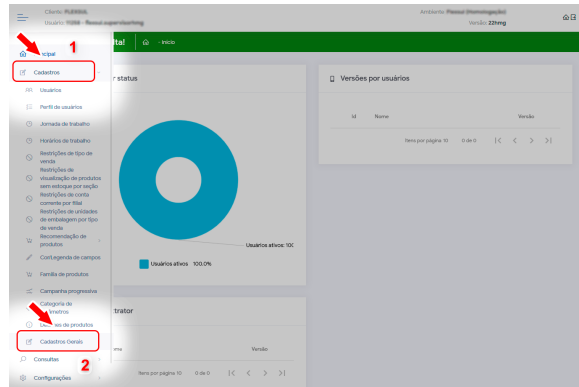 Cliente: FLEXSUL
Ambiente: Flexsul (Homologação)
Versão: 22hmg
1
ta!
- Início
Cadastros
r status
Versões por usuários
Usuários
Perfil de usuários
Jornada de trabalho
Horários de trabalho
Id Nome Versão
Itens por página 10 0 de 0
Restrições de tipo de
venda
Restrições de
visualização de produtos
sem estoque por seção
Restrições de conta
corrente por filial
Restrições de unidades
de embalagem por tipo
de venda
Recomendação de
produtos
Usuários ativos: 10
Cor/Legenda de campos
Usuários ativos 100.0%
Família de produtos
Campanha progressiva
Categoria de
trator
de produtos
Cadastros Gerais
Versão
Consultas
2
Configurações
Itens por página 10 0 de 0